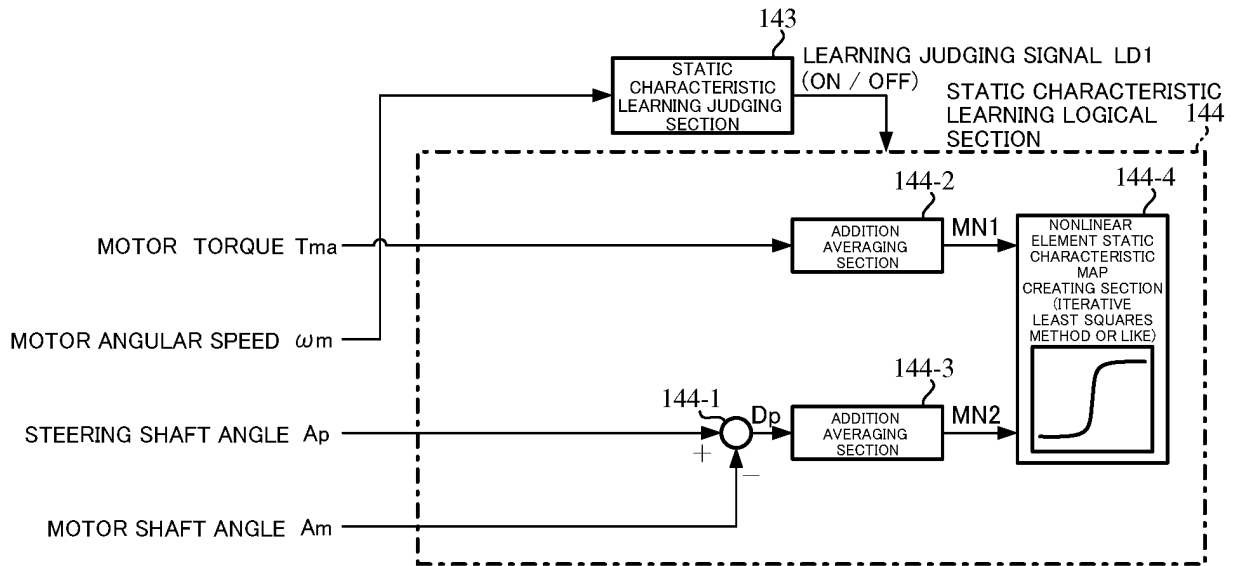 143
STATIC
CHARACTERISTIC
LEARNING JUDGING
SECTION
LEARNING JUDGING SIGNAL LD1
(ON / OFF)
STATIC CHARACTERISTIC
LEARNING LOGICAL
SECTION
144
MOTOR TORQUE Tma
144-2
ADDITION
AVERAGING
SECTION
MN1
144-4
NONLINEAR
ELEMENT STATIC
CHARACTERISTIC
MAP
CREATING SECTION
(ITERATIVE
LEAST SQUARES
METHOD OR LIKE)
MOTOR ANGULAR SPEED ωm
STEERING SHAFT ANGLE Ap
144-1
+
−
Dp
144-3
ADDITION
AVERAGING
SECTION
MN2
MOTOR SHAFT ANGLE Am